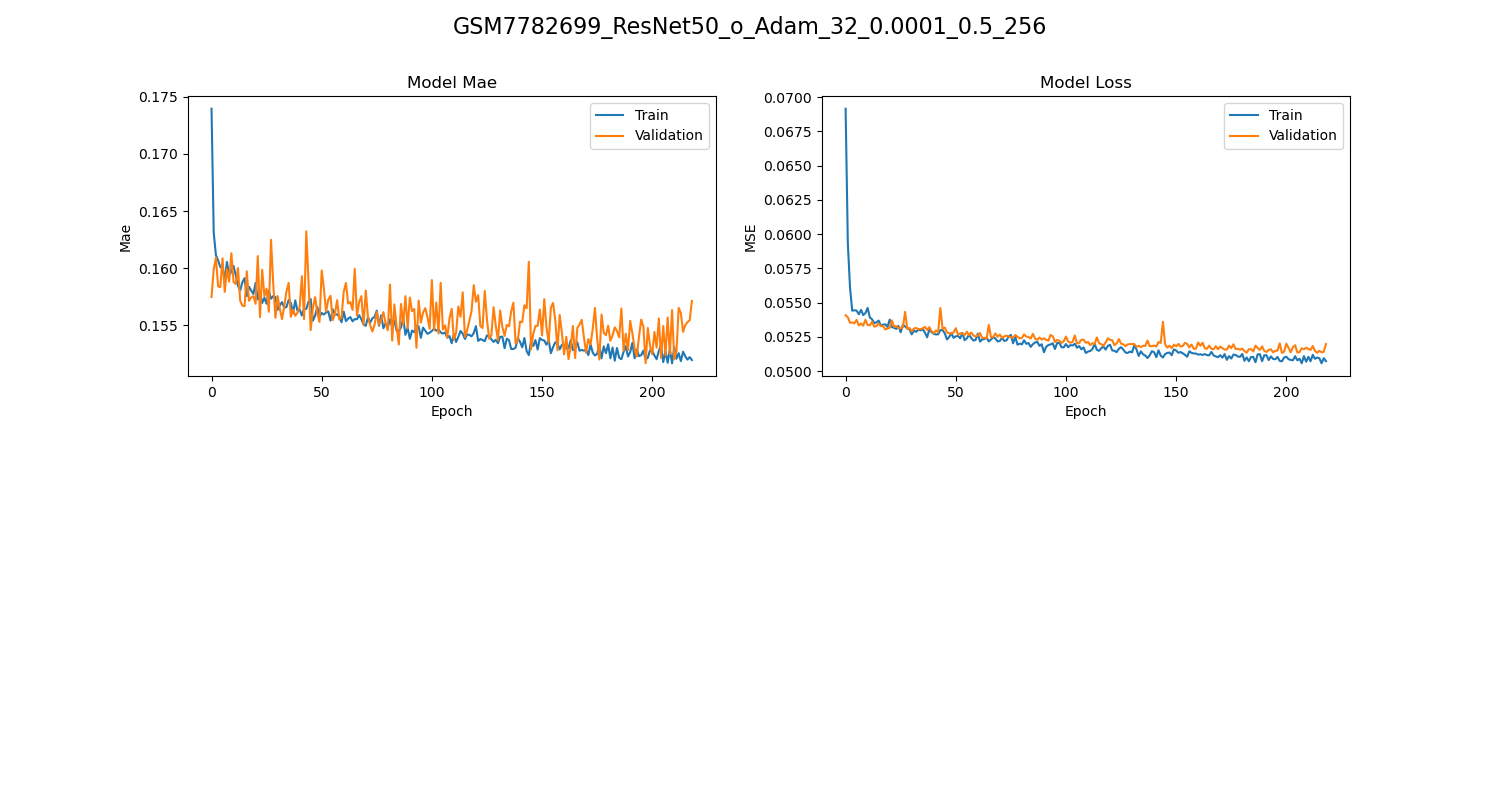 GSM7782699_ResNet50_o_Adam_32_0.0001_0.5_256
Model Mae
0.175
0.170
0.165
0.160
0.155
Mae
0
50
100
150
200
Epoch
Train
Validation
Model Loss
0.0700
0.0675
0.0650
0.0625
0.0600
0.0575
0.0550
0.0525
0.0500
MSE
0
50
100
150
200
Epoch
Train
Validation